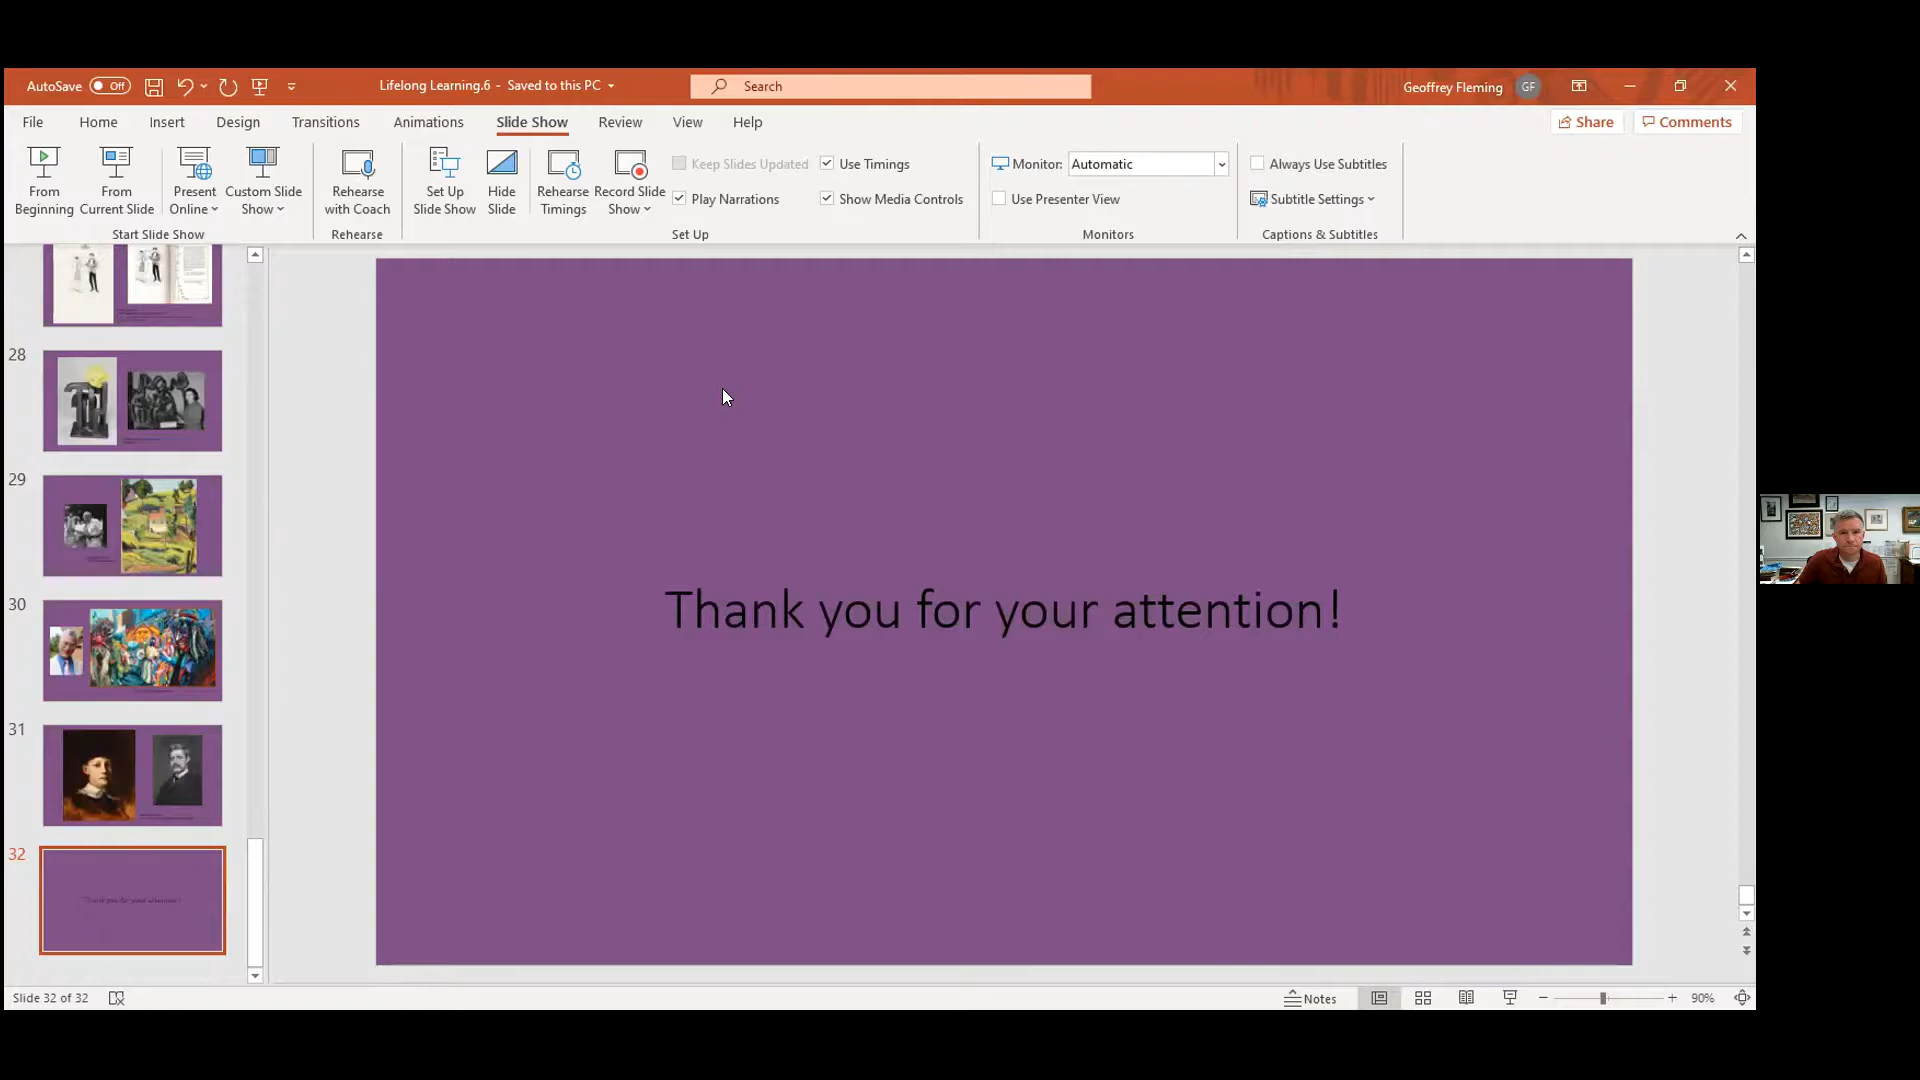 AutoSave Off Lifelong Learning.6 - Saved to this PC Search Geoffrey Fleming GF
File Home Insert Design Transitions Animations Slide Show Review View Help Share Comments
From Beginning
From Current Slide
Present Online
Custom Slide Show
Start Slide Show
Rehearse with Coach
Rehearse
Set Up Slide Show
Hide Slide
Rehearse Timings
Record Slide Show
Keep Slides Updated
Play Narrations
Use Timings
Show Media Controls
Set Up
Monitor: Automatic
Use Presenter View
Monitors
Always Use Subtitles
Subtitle Settings
Captions & Subtitles
28
29
30
31
32
Thank you for your attention!
Thank you for your attention!
Slide 32 of 32 Notes 90%